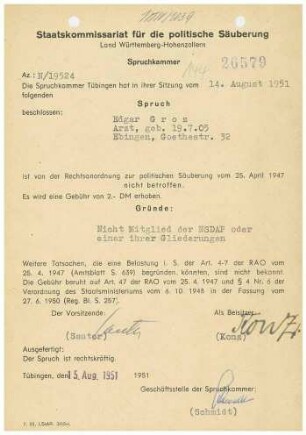 Staatskommissariat für die politische Säuberung
Land Württemberg-Hohenzollern
Spruchkammer
20579
Az.: N/19524
Die Spruchkammer Tübingen hat in ihrer Sitzung vom 14. August 1951
folgenden
Spruch
beschlossen:
Edgar Groz
Arzt, geb. 19.7.05
Ebingen, Goethestr. 32
ist von der Rechtsanordnung zur politischen Säuberung vom 25. April 1947
nicht betroffen.
Es wird eine Gebühr von 2.- DM erhoben.
Gründe:
Nicht Mitglied der NSDAP oder
einer ihrer Gliederungen
Weitere Tatsachen, die eine Belastung i. S. der Art. 4-7 der RAO vom
25. 4. 1947 (Amtsblatt S. 659) begründen, könnten, sind nicht bekannt.
Die Gebühr beruht auf Art. 47 der RAO vom 25. 4. 1947 und § 4 Nr. 6 der
Verordnung des Staatsministeriums vom 6. 10. 1948 in der Fassung vom
27. 6. 1950 (Reg. Bl. S. 257).
Der Vorsitzende:
Als Beisitzer:
Ausgefertigt:
Der Spruch ist rechtskräftig.
Tübingen, den 15. Aug. 1951 1951
Geschäftsstelle der Spruchkammer:
(Schmidt)